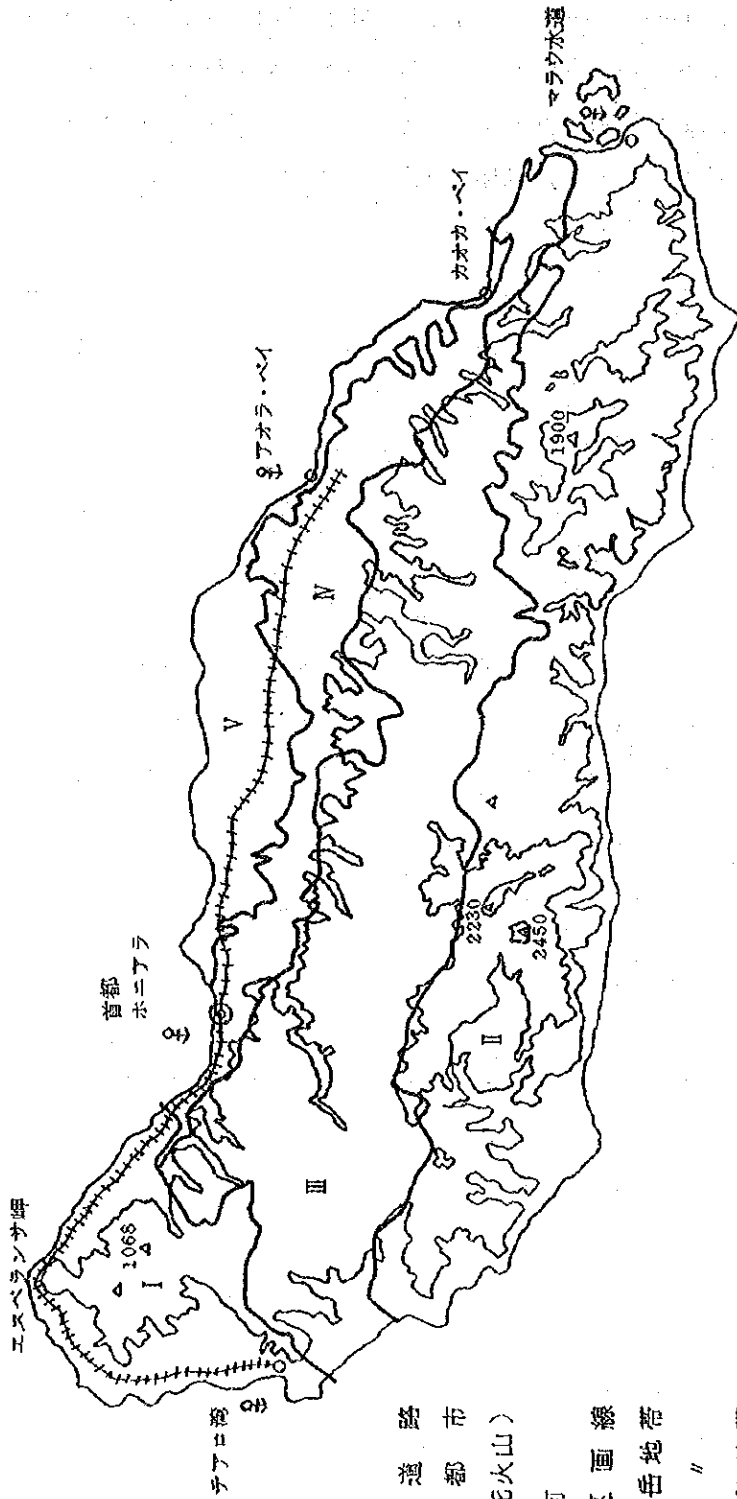 エスペランサ岬
首都
ホニアラ
アオラ・ベイ
カオカ・ベイ
マラウ水道
チアロ湾
1068
I
II
III
N
V
2230
2450
1900
道路
都市
火山)
画線
岳地帯
〃